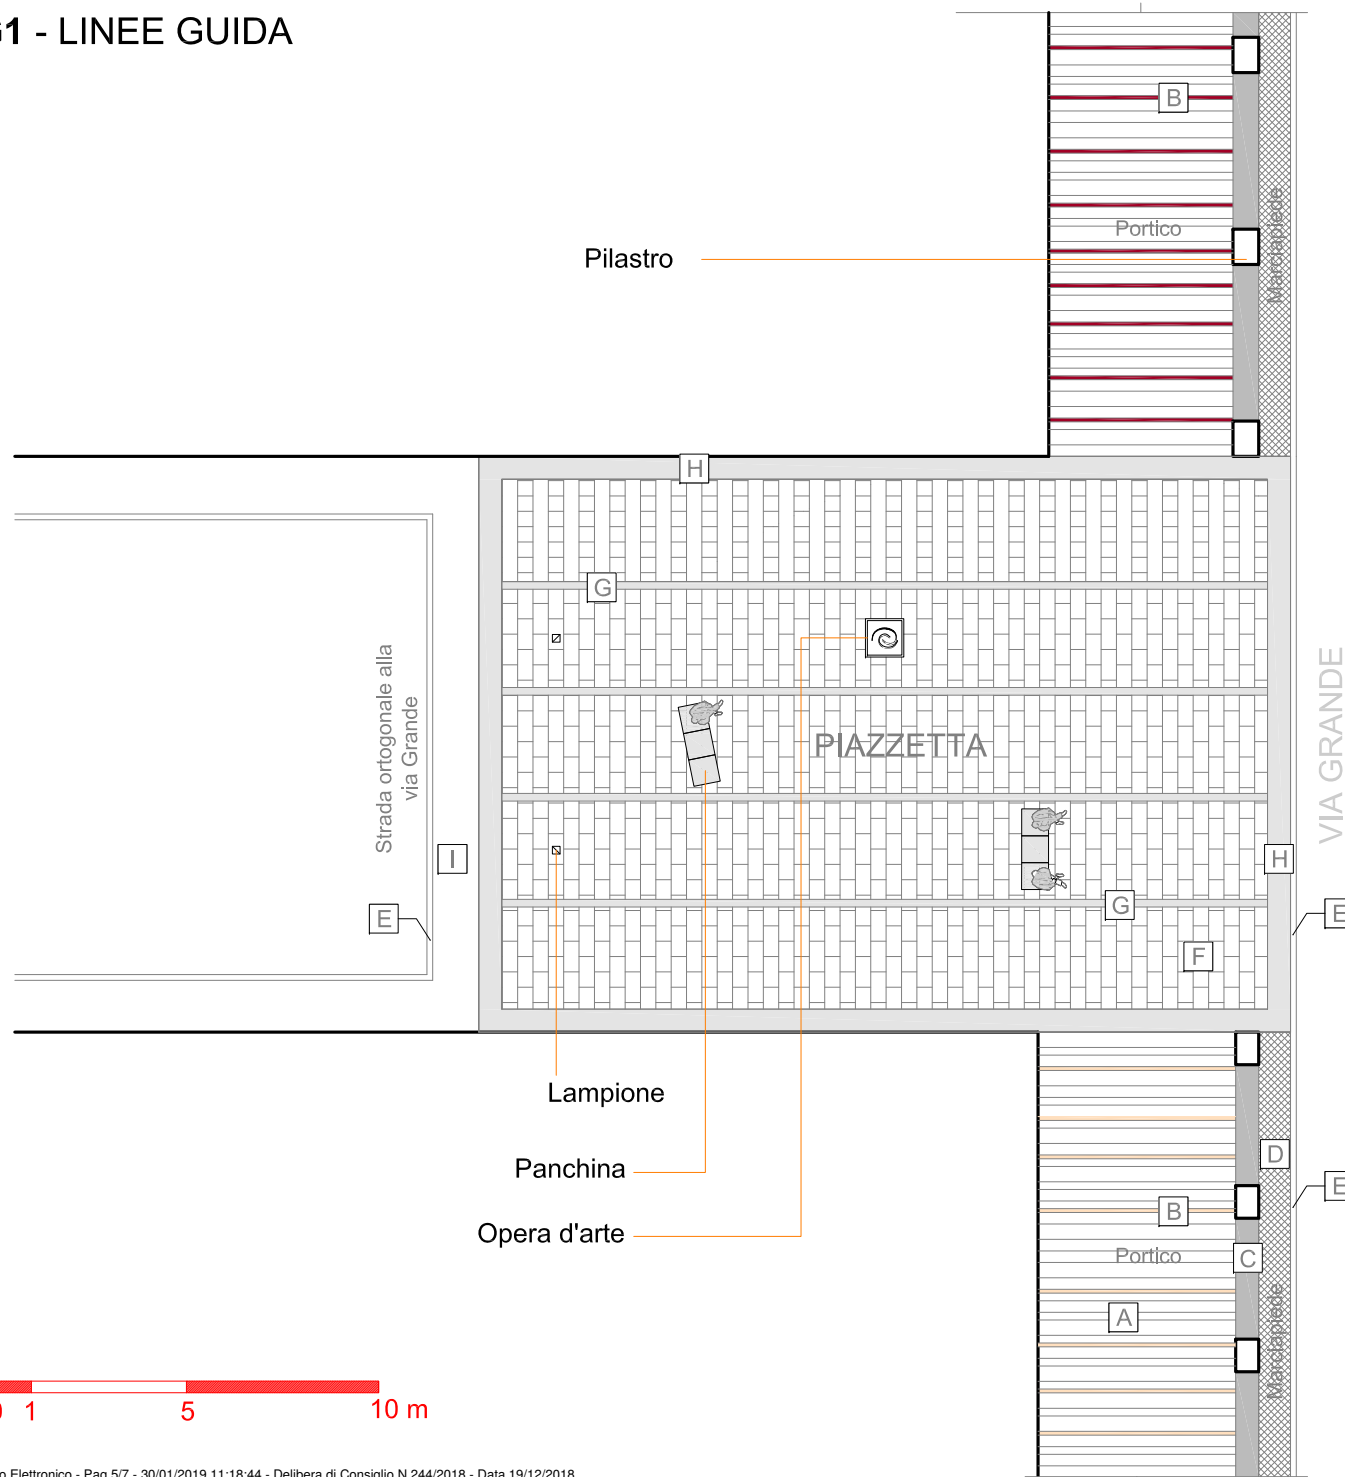 G1 - LINEE GUIDA
B
Marciapiede
Portico
Pilastro
H
G
Strada ortogonale alla
via Grande
PIAZZETTA
VIA GRANDE
I
H
E
G
E
F
Lampione
Panchina
Opera d'arte
D
B
E
Portico
C
A
Marciapiede
0 1 5 10 m
o Elettronico - Pag 5/7 - 30/01/2019 11:18:44 - Delibera di Consiglio N.244/2018 - Data 19/12/2018